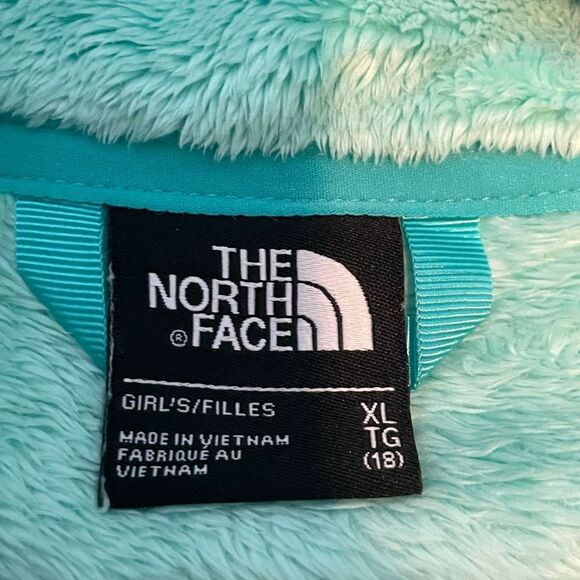 THE
NORTH
® FACE
GIRL'S/FILLES XL
MADE IN VIETNAM TG
FABRIQUÉ AU (18)
VIETNAM